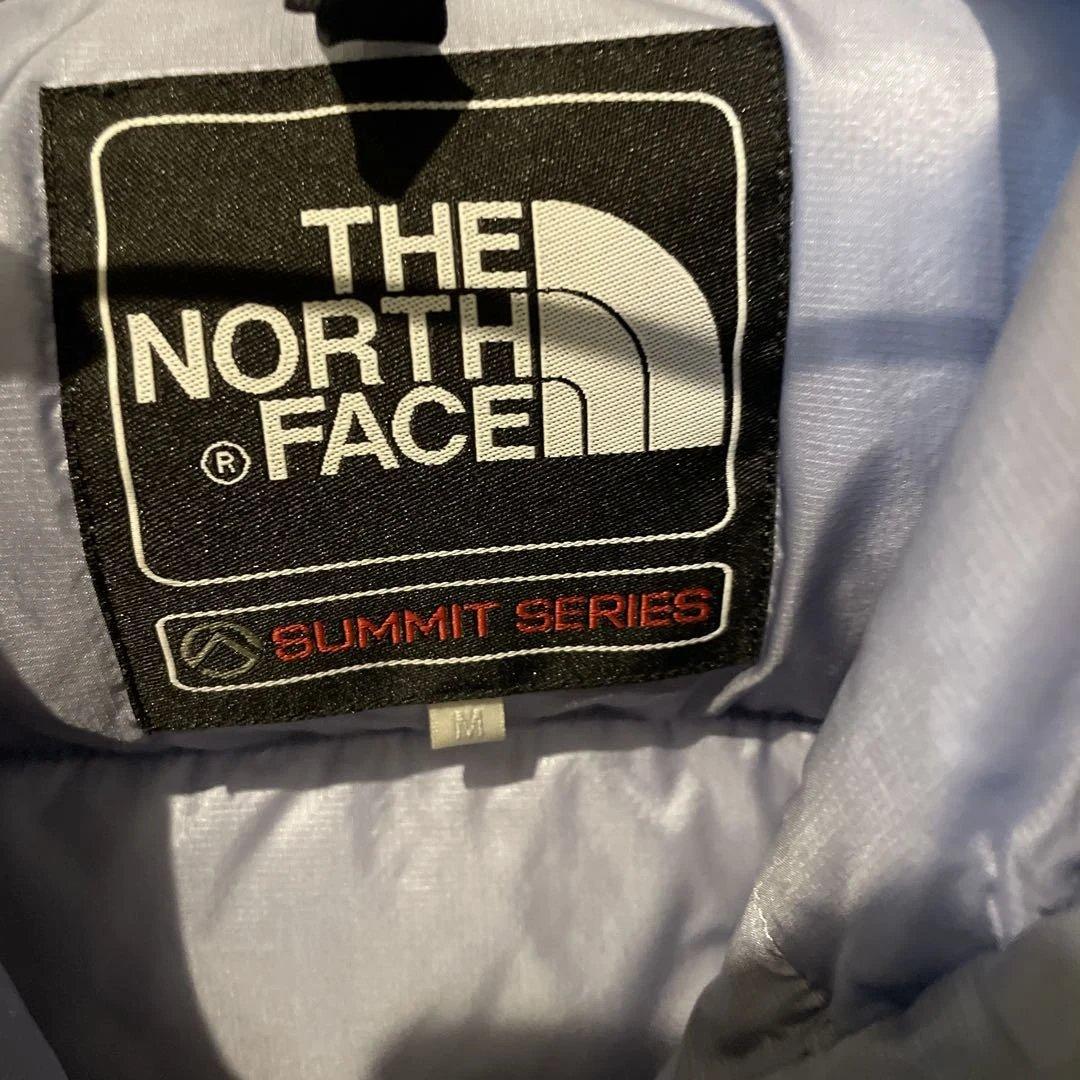 THE
NORTH
® FACE
SUMMIT SERIES
M